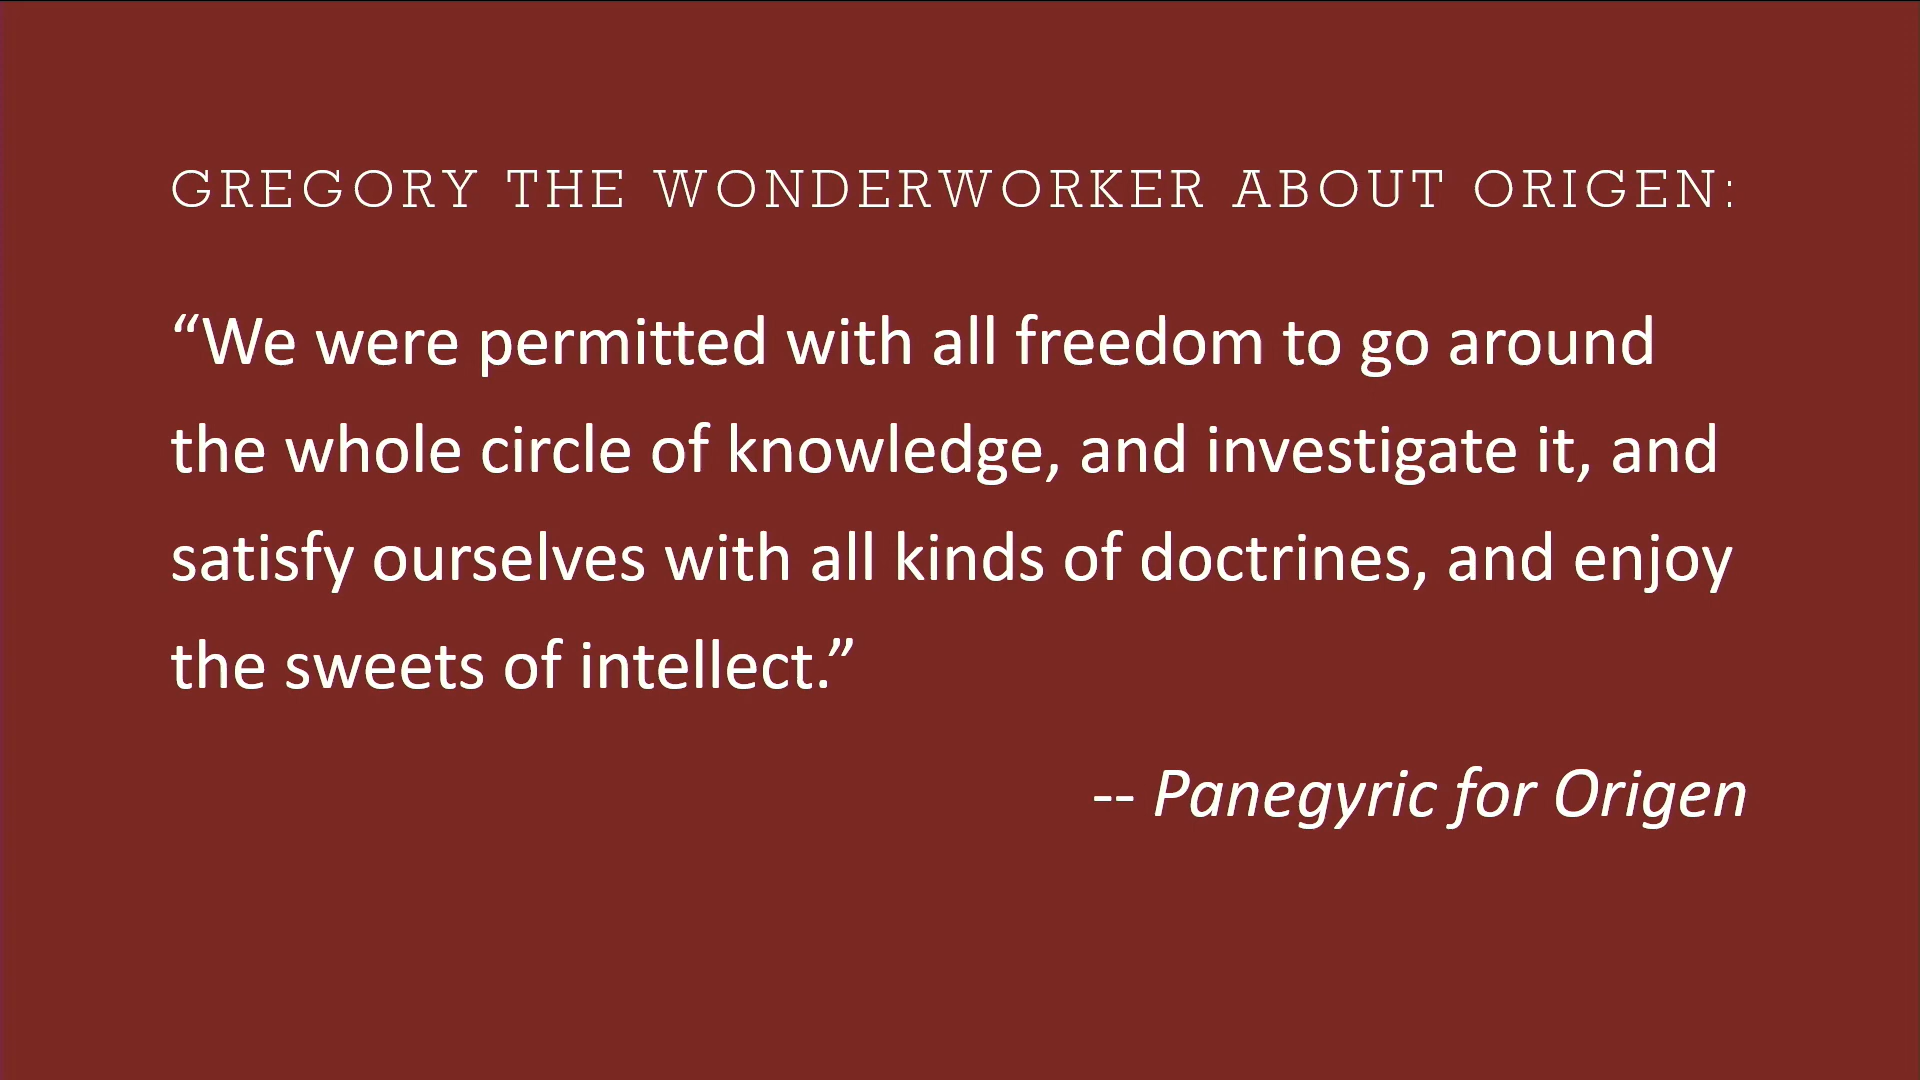 GREGORY THE WONDERWORKER ABOUT ORIGEN:
“We were permitted with all freedom to go around
the whole circle of knowledge, and investigate it, and
satisfy ourselves with all kinds of doctrines, and enjoy
the sweets of intellect.”
-- Panegyric for Origen